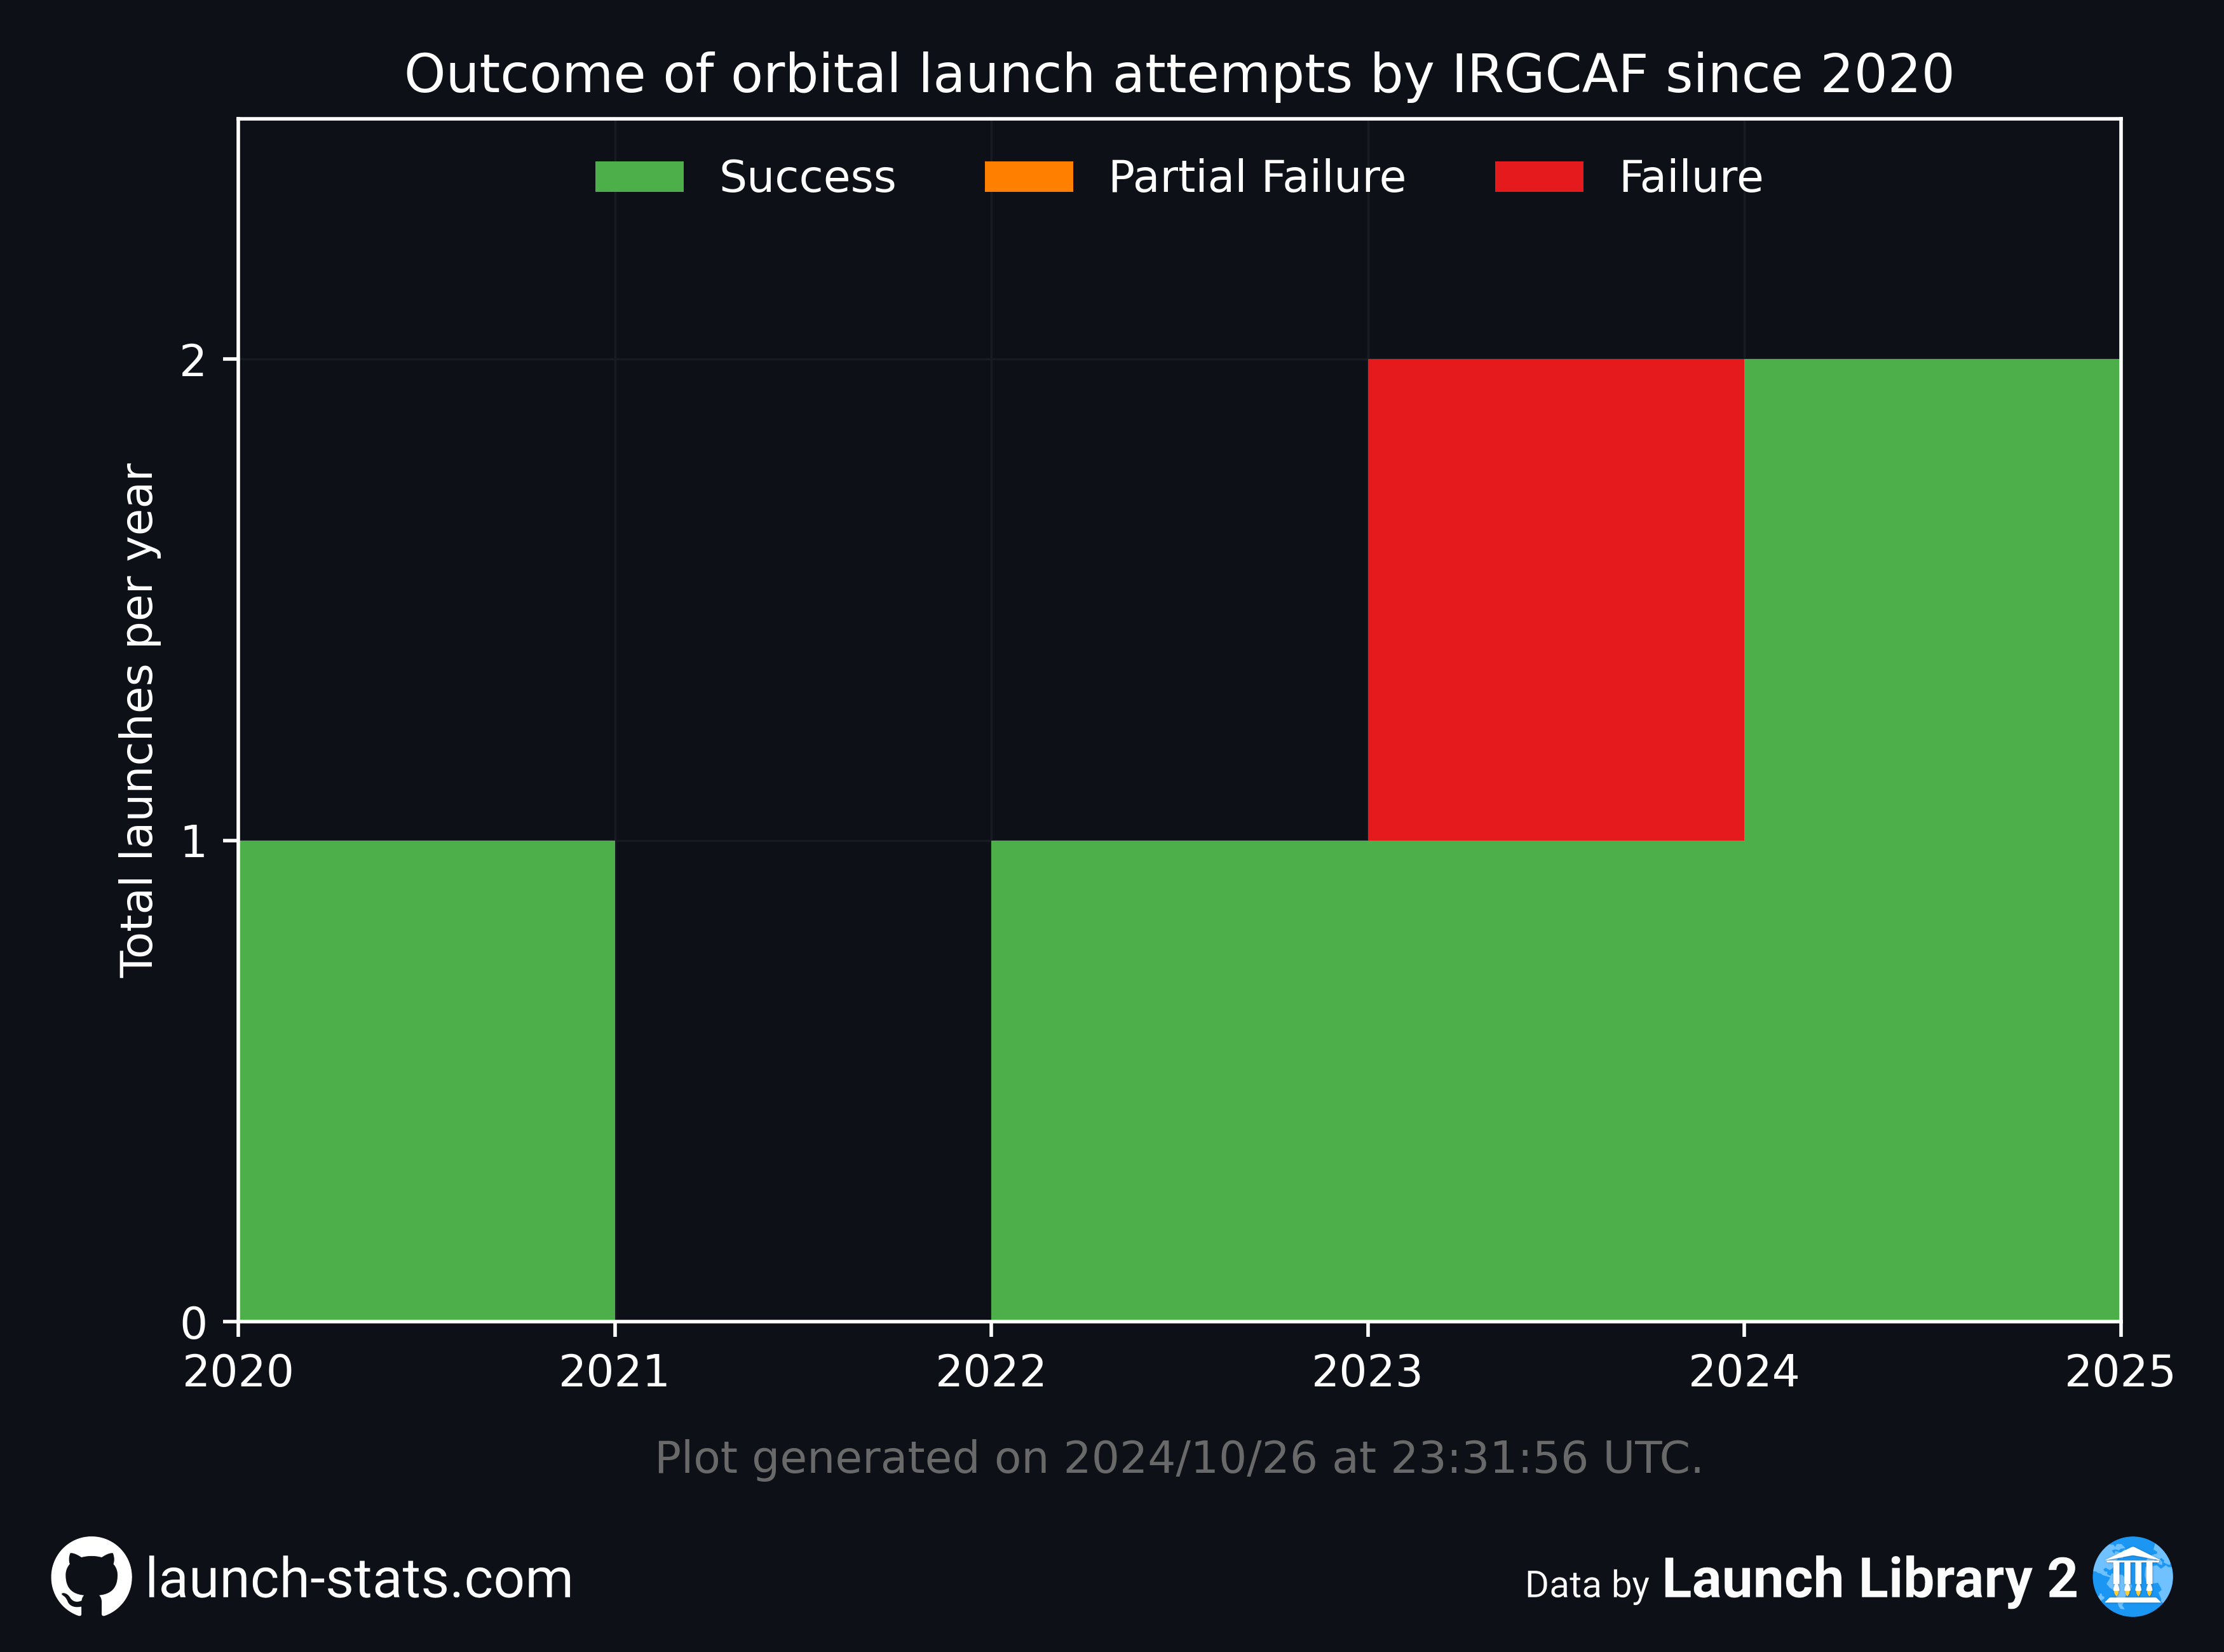 Outcome of orbital launch attempts by IRGCAF since 2020
Success Partial Failure Failure
Total launches per year
2
1
0
2020 2021 2022 2023 2024 2025
Plot generated on 2024/10/26 at 23:31:56 UTC.
launch-stats.com
Data by Launch Library 2